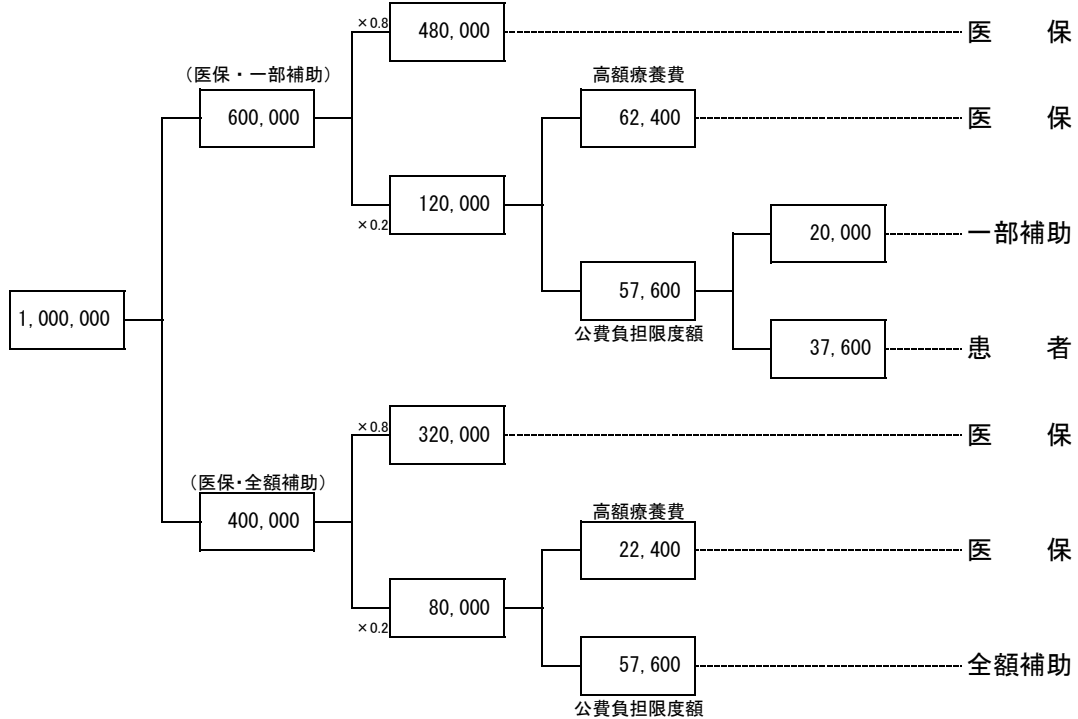 ×0.8
480,000
医　　保
(医保・一部補助)
高額療養費
600,000
62,400
医　　保
120,000
×0.2
20,000
一部補助
57,600
公費負担限度額
1,000,000
37,600
患　　者
×0.8
320,000
医　　保
(医保・全額補助)
高額療養費
400,000
22,400
医　　保
80,000
×0.2
57,600
全額補助
公費負担限度額